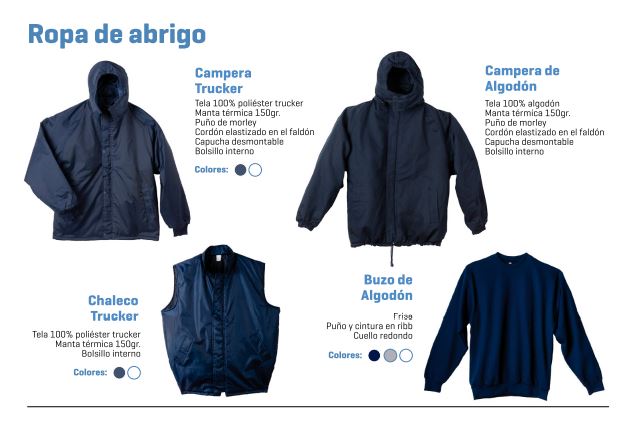 Ropa de abrigo
Campera
Trucker
Tela 100% poliéster trucker
Manta térmica 150gr.
Puño de morley
Cordón elastizado en el faldón
Capucha desmontable
Bolsillo interno
Colores:
Campera de
Algodón
Tela 100% algodón
Manta térmica 150gr.
Puño de morley
Cordón elastizado en el faldón
Capucha desmontable
Bolsillo interno
Chaleco
Trucker
Tela 100% poliéster trucker
Manta térmica 150gr.
Bolsillo interno
Colores:
Buzo de
Algodón
Frisa
Puño y cintura en ribb
Cuello redondo
Colores: